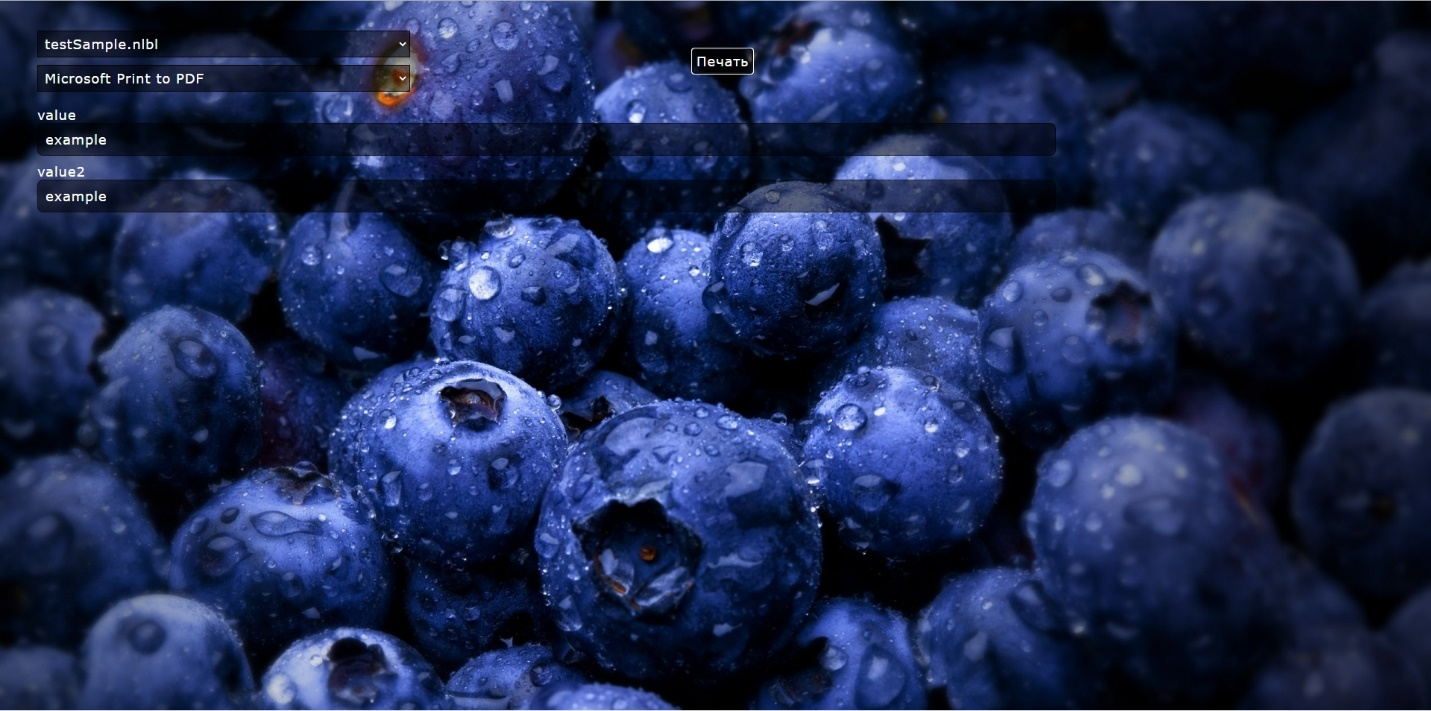 testSample.nlbl
Печать
Microsoft Print to PDF
value
example
value2
example